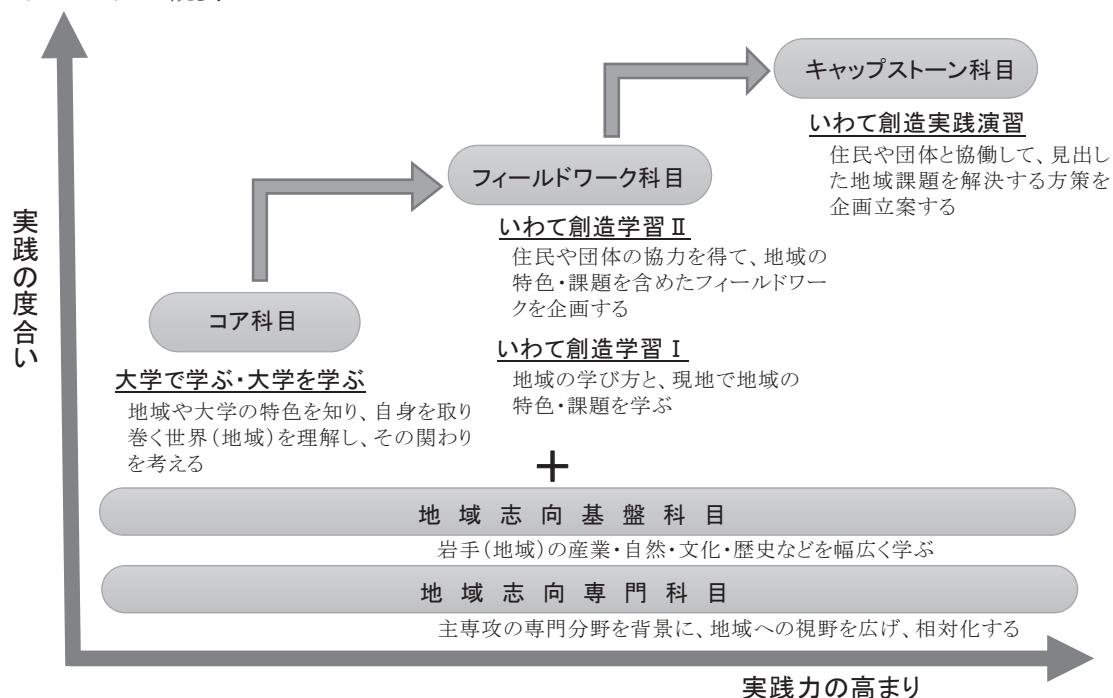 キャップストーン科目
いわて創造実践演習
住民や団体と協働して、見出し
た地域課題を解決する方策を
企画立案する
フィールドワーク科目
いわて創造学習Ⅱ
住民や団体の協力を得て、地域の
特色・課題を含めたフィールドワー
クを企画する
いわて創造学習Ⅰ
地域の学び方と、現地で地域の
特色・課題を学ぶ
コア科目
大学で学ぶ・大学を学ぶ
地域や大学の特色を知り、自身を取り
巻く世界(地域)を理解し、その関わり
を考える
実践の度合い
+
地域志向基盤科目
岩手(地域)の産業・自然・文化・歴史などを幅広く学ぶ
地域志向専門科目
主専攻の専門分野を背景に、地域への視野を広げ、相対化する
実践力の高まり